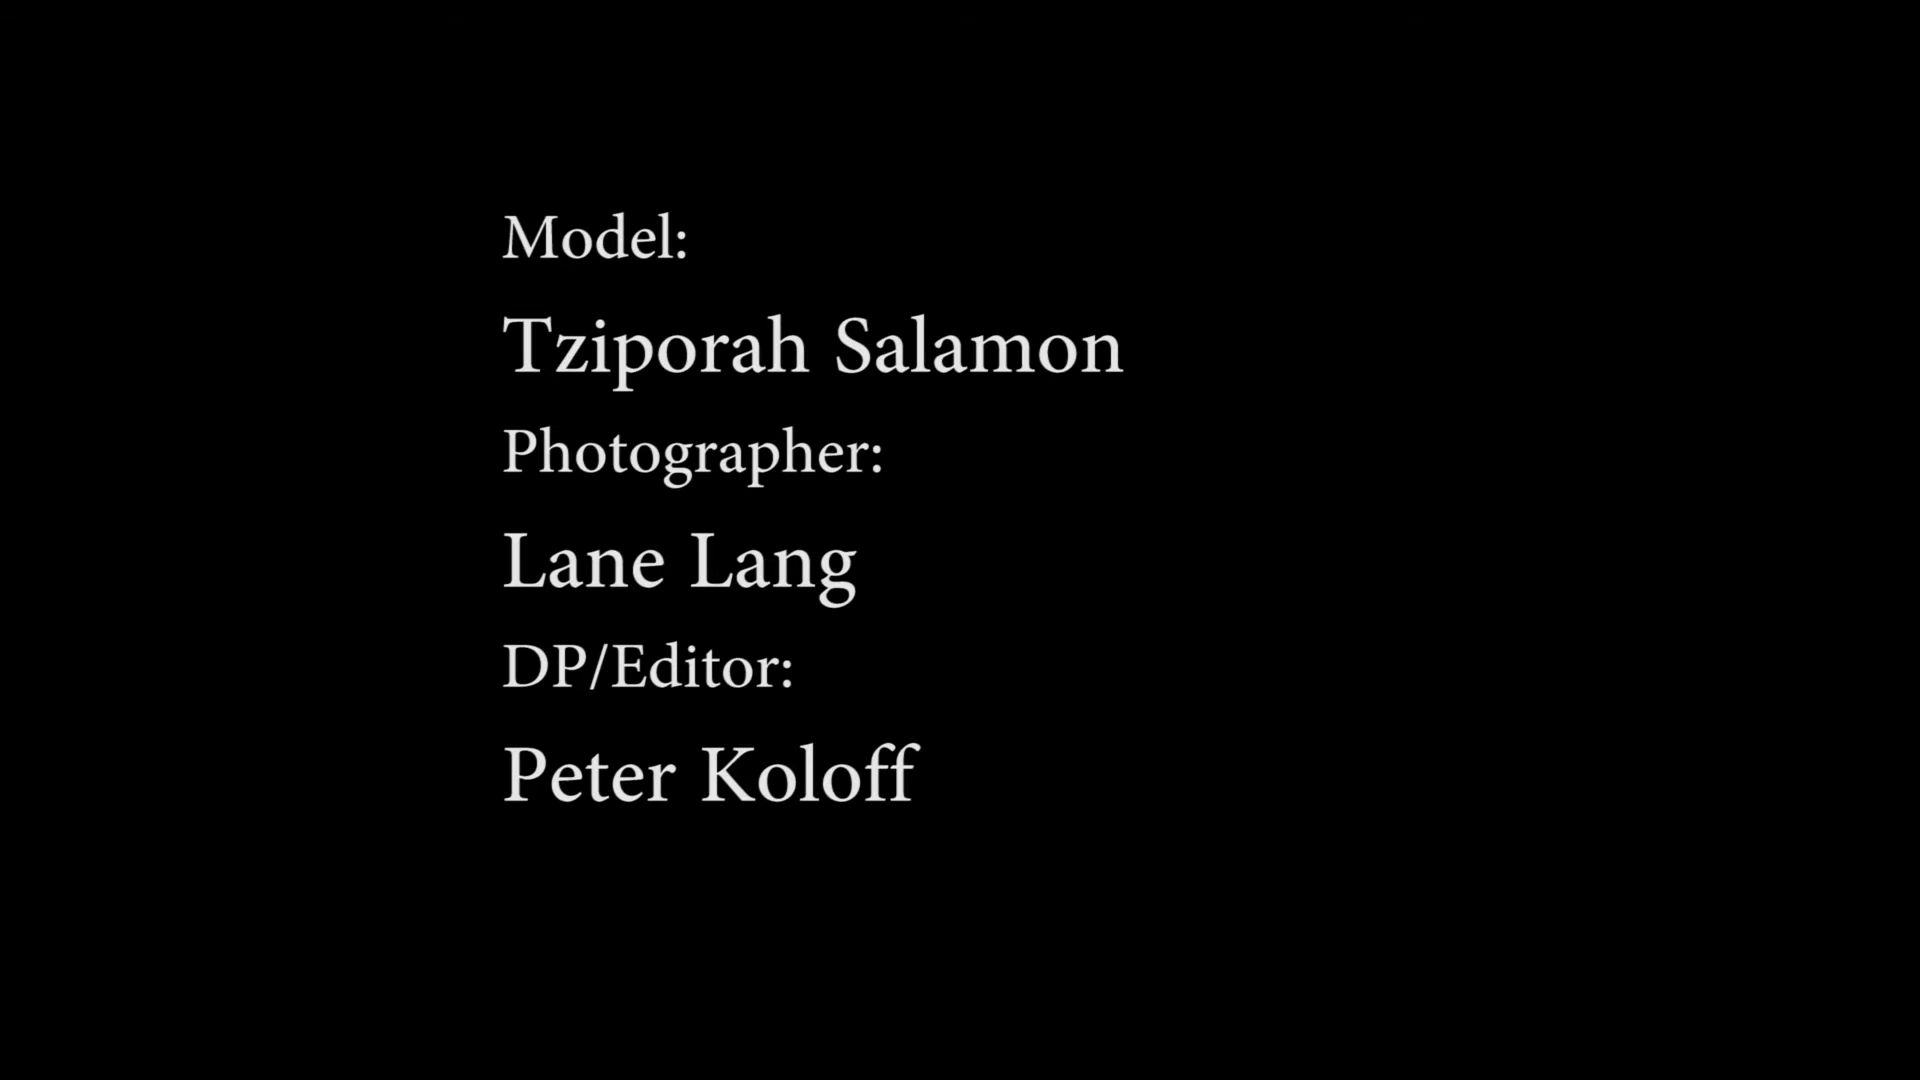 Model:
Tziporah Salamon
Photographer:
Lane Lang
DP/Editor:
Peter Koloff